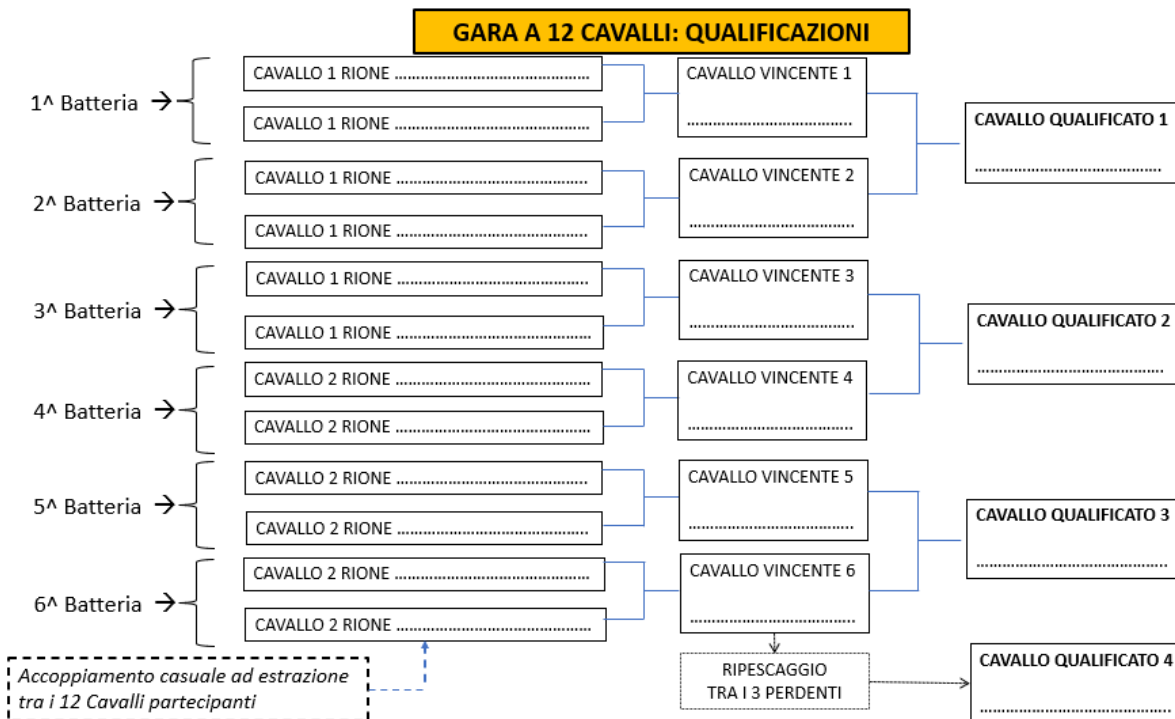 GARA A 12 CAVALLI: QUALIFICAZIONI
1^ Batteria →
CAVALLO 1 RIONE ................................................
CAVALLO 1 RIONE ................................................
CAVALLO VINCENTE 1
........................................
CAVALLO QUALIFICATO 1
.............................................
2^ Batteria →
CAVALLO 1 RIONE ................................................
CAVALLO 1 RIONE ................................................
CAVALLO VINCENTE 2
........................................
3^ Batteria →
CAVALLO 1 RIONE ................................................
CAVALLO 1 RIONE ................................................
CAVALLO VINCENTE 3
........................................
CAVALLO QUALIFICATO 2
.............................................
4^ Batteria →
CAVALLO 2 RIONE ................................................
CAVALLO 2 RIONE ................................................
CAVALLO VINCENTE 4
........................................
5^ Batteria →
CAVALLO 2 RIONE ................................................
CAVALLO 2 RIONE ................................................
CAVALLO VINCENTE 5
........................................
CAVALLO QUALIFICATO 3
.............................................
6^ Batteria →
CAVALLO 2 RIONE ................................................
CAVALLO 2 RIONE ................................................
CAVALLO VINCENTE 6
........................................
Accoppiamento casuale ad estrazione
tra i 12 Cavalli partecipanti
RIPESCAGGIO
TRA I 3 PERDENTI
CAVALLO QUALIFICATO 4
.............................................